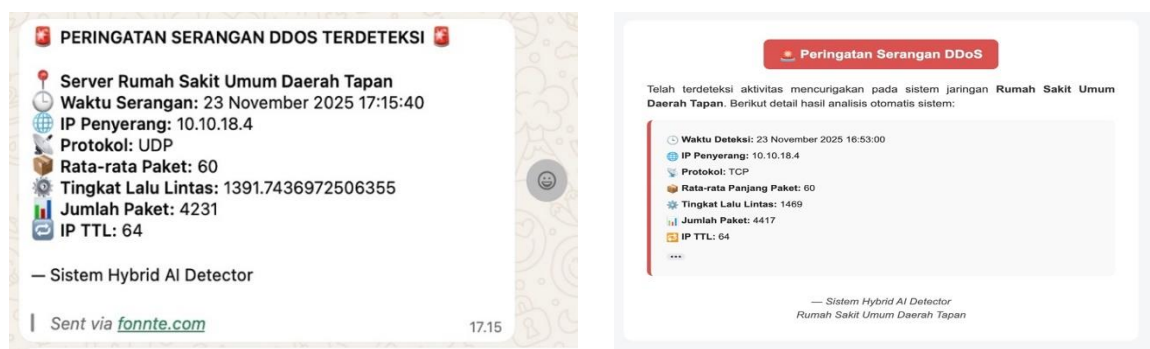 🚨 PERINGATAN SERANGAN DDOS TERDETEKSI 🚨
📍 Server Rumah Sakit Umum Daerah Tapan
🕒 Waktu Serangan: 23 November 2025 17:15:40
🌐 IP Penyerang: 10.10.18.4
📡 Protokol: UDP
📦 Rata-rata Paket: 60
⚙️ Tingkat Lalu Lintas: 1391.7436972506355
📊 Jumlah Paket: 4231
🔁 IP TTL: 64
— Sistem Hybrid AI Detector
Sent via fonnte.com
17.15
🚨 Peringatan Serangan DDoS
Telah terdeteksi aktivitas mencurigakan pada sistem jaringan Rumah Sakit Umum
Daerah Tapan. Berikut detail hasil analisis otomatis sistem:
🕒 Waktu Deteksi: 23 November 2025 16:53:00
🌐 IP Penyerang: 10.10.18.4
📡 Protokol: TCP
📦 Rata-rata Panjang Paket: 60
⚙️ Tingkat Lalu Lintas: 1469
📊 Jumlah Paket: 4417
🔁 IP TTL: 64
...
— Sistem Hybrid AI Detector
Rumah Sakit Umum Daerah Tapan